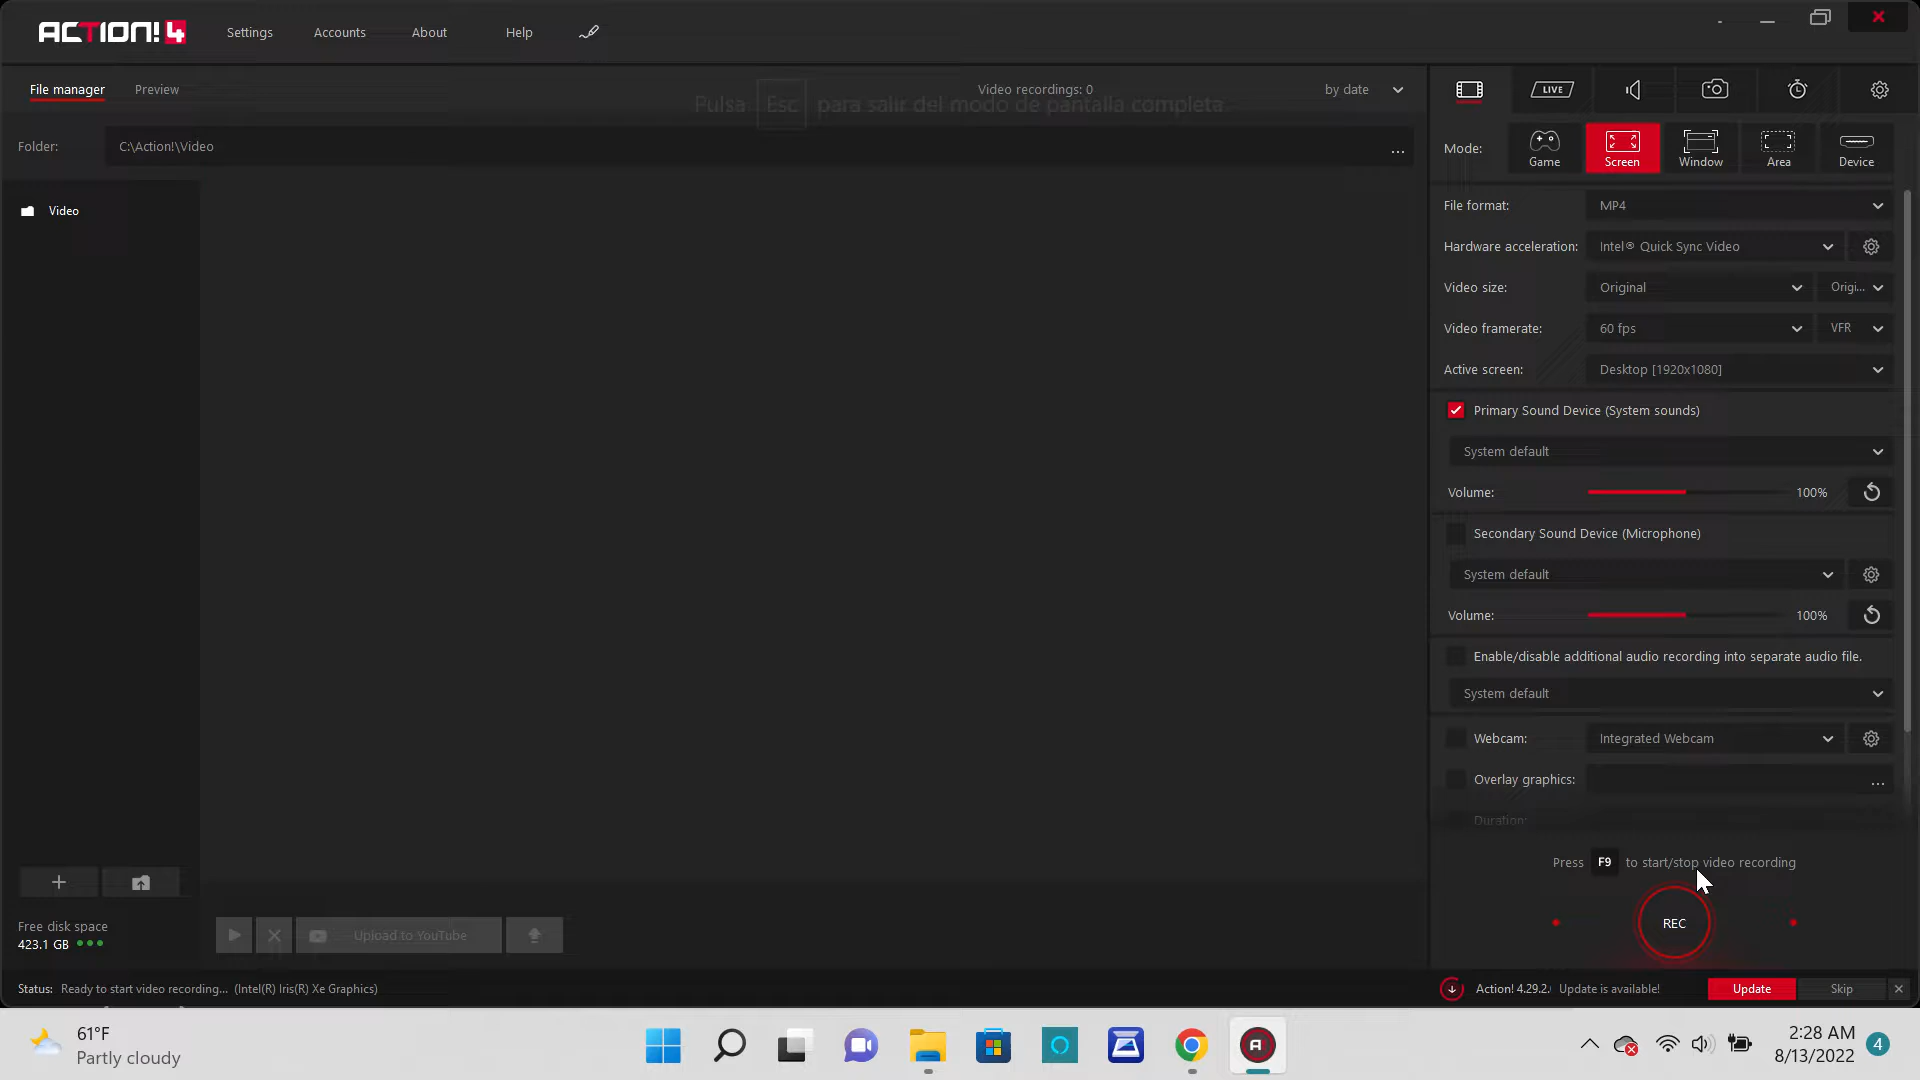 ACTION! 4
Settings
Accounts
About
Help
File manager
Preview
Video recordings: 0
by date
Pulsa Esc para salir del modo de pantalla completa
Folder:
C:\Action!\Video
...
Video
LIVE
Mode:
Game
Screen
Window
Area
Device
File format:
MP4
Hardware acceleration:
Intel® Quick Sync Video
Video size:
Original
Origi...
Video framerate:
60 fps
VFR
Active screen:
Desktop [1920x1080]
Primary Sound Device (System sounds)
System default
Volume:
100%
Secondary Sound Device (Microphone)
System default
Volume:
100%
Enable/disable additional audio recording into separate audio file.
System default
Webcam:
Integrated Webcam
Overlay graphics:
...
Duration:
Press F9 to start/stop video recording
REC
Free disk space
423.1 GB
Upload to YouTube
Status: Ready to start video recording... (Intel(R) Iris(R) Xe Graphics)
Action! 4.29.2. Update is available!
Update
Skip
61°F
Partly cloudy
2:28 AM
8/13/2022
4